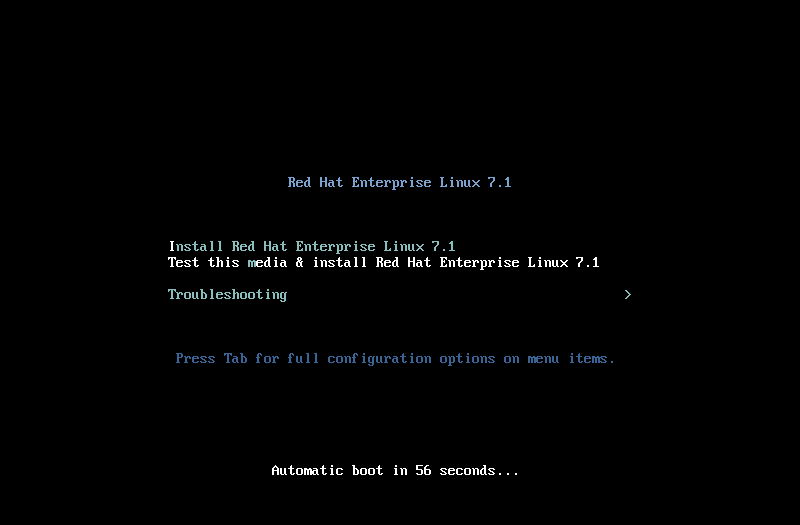 Red Hat Enterprise Linux 7.1
Install Red Hat Enterprise Linux 7.1
Test this media & install Red Hat Enterprise Linux 7.1
Troubleshooting >
Press Tab for full configuration options on menu items.
Automatic boot in 56 seconds...